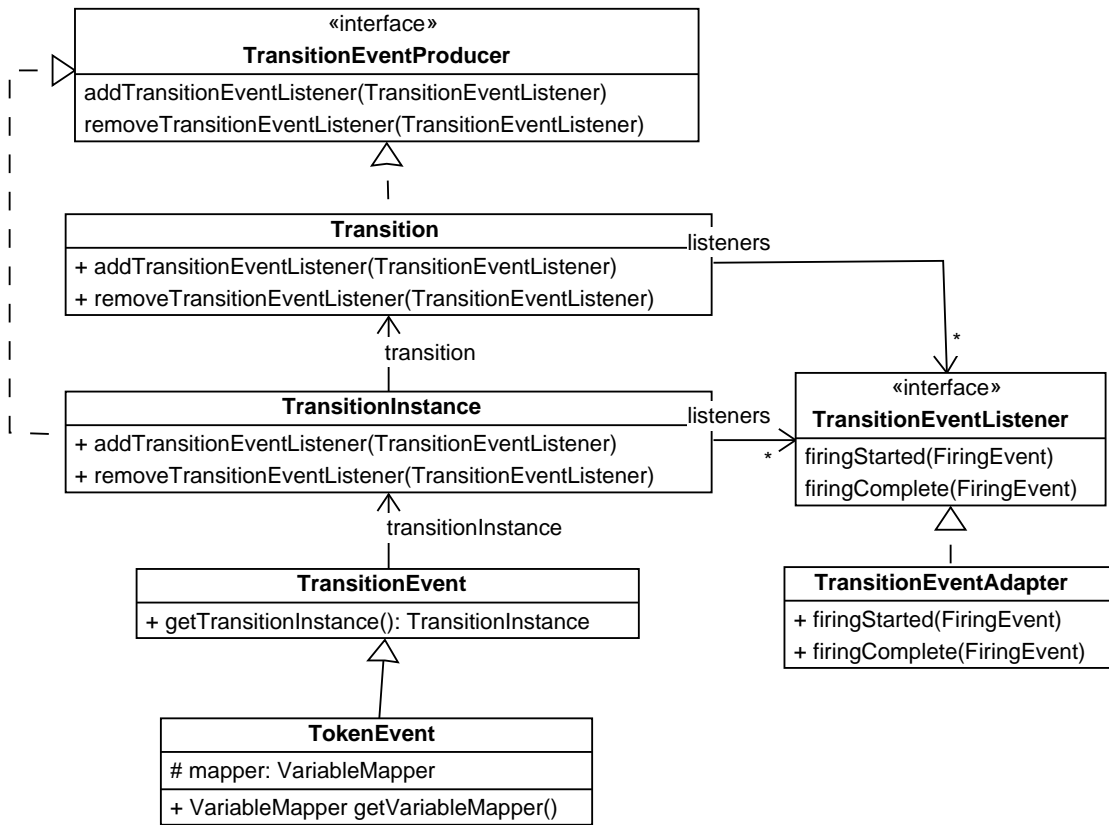 «interface»
TransitionEventProducer
addTransitionEventListener(TransitionEventListener)
removeTransitionEventListener(TransitionEventListener)
Transition
+ addTransitionEventListener(TransitionEventListener)
+ removeTransitionEventListener(TransitionEventListener)
listeners
*
transition
TransitionInstance
+ addTransitionEventListener(TransitionEventListener)
+ removeTransitionEventListener(TransitionEventListener)
listeners
*
«interface»
TransitionEventListener
firingStarted(FiringEvent)
firingComplete(FiringEvent)
transitionInstance
TransitionEvent
+ getTransitionInstance(): TransitionInstance
TransitionEventAdapter
+ firingStarted(FiringEvent)
+ firingComplete(FiringEvent)
TokenEvent
# mapper: VariableMapper
+ VariableMapper getVariableMapper()